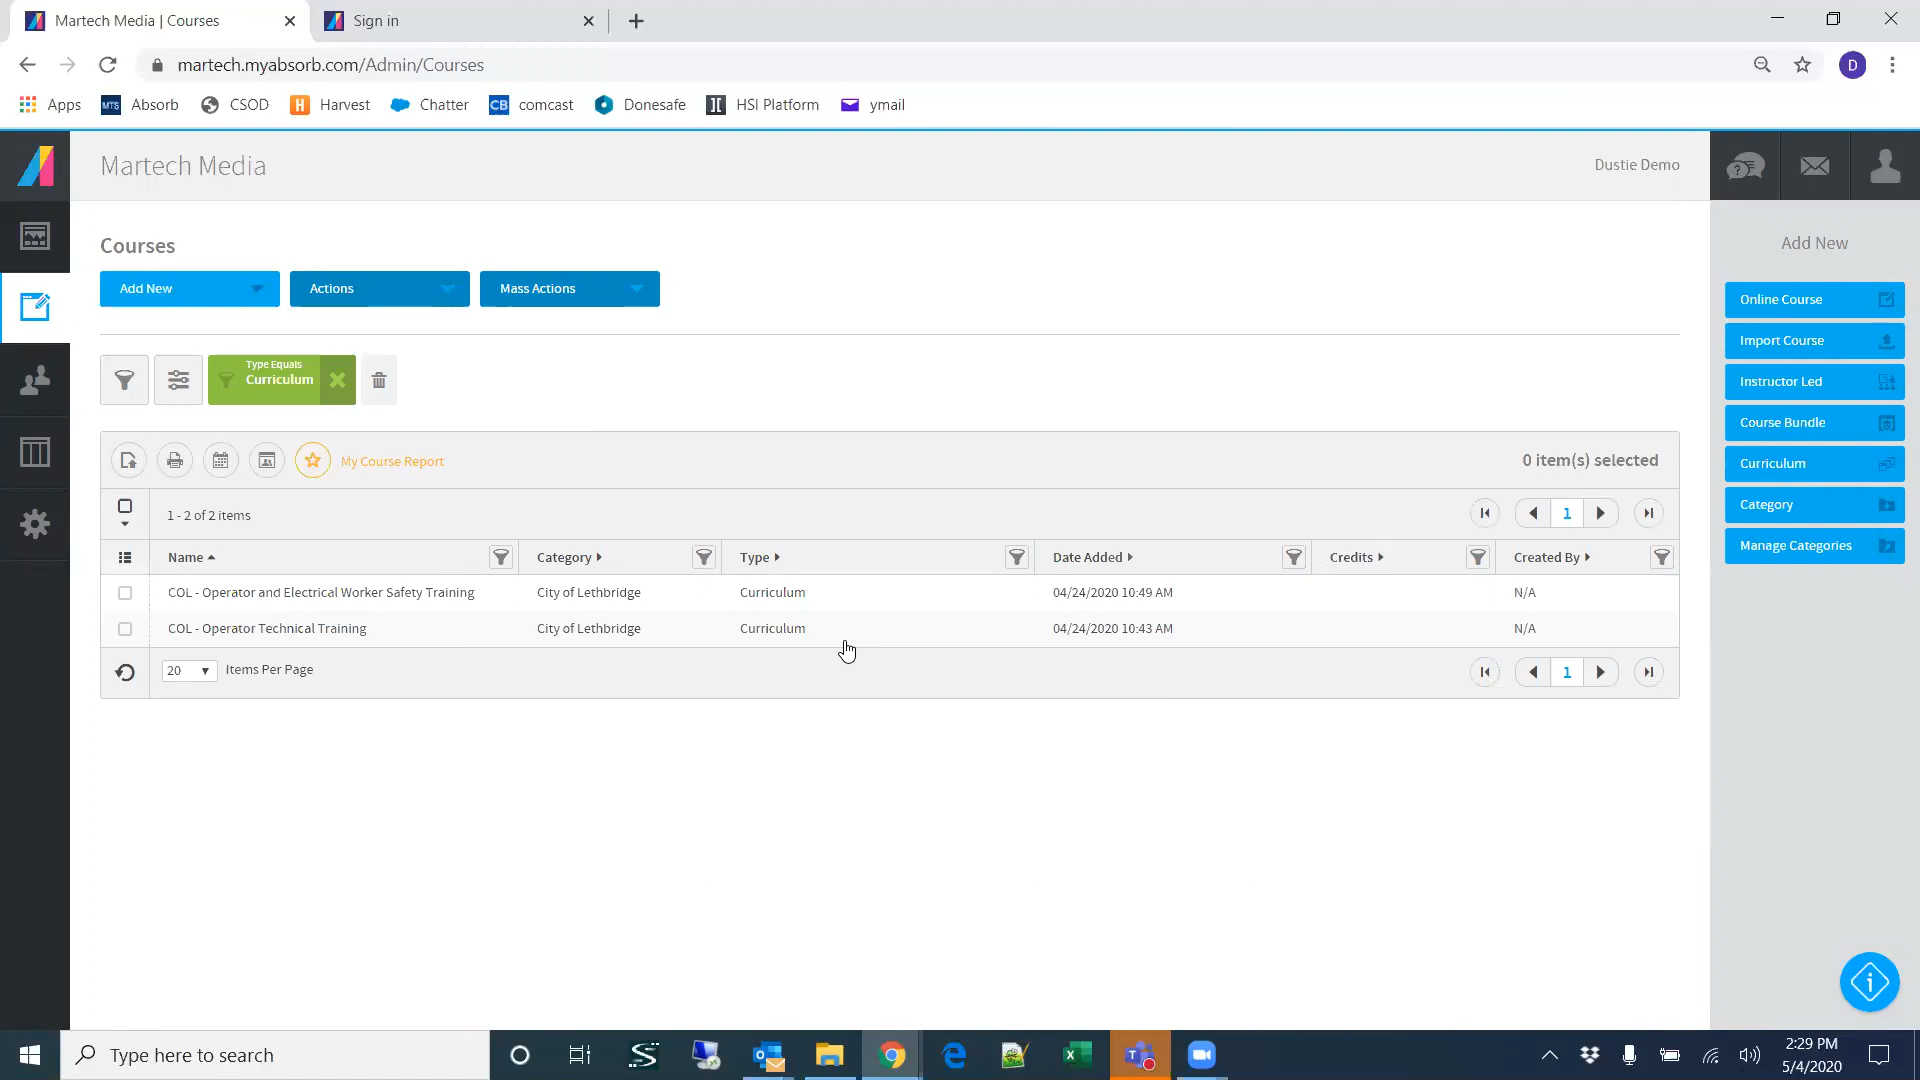 Martech Media | Courses
Sign in
martech.myabsorb.com/Admin/Courses
Apps
MTS Absorb
CSOD
H Harvest
Chatter
CB comcast
Donesafe
HSI Platform
ymail
D
Martech Media
Dustie Demo
Courses
Add New
Actions
Mass Actions
Type Equals
Curriculum
My Course Report
0 item(s) selected
1 - 2 of 2 items
1
Name
Category
Type
Date Added
Credits
Created By
COL - Operator and Electrical Worker Safety Training
City of Lethbridge
Curriculum
04/24/2020 10:49 AM
N/A
COL - Operator Technical Training
City of Lethbridge
Curriculum
04/24/2020 10:43 AM
N/A
20
Items Per Page
1
Add New
Online Course
Import Course
Instructor Led
Course Bundle
Curriculum
Category
Manage Categories
Type here to search
2:29 PM
5/4/2020